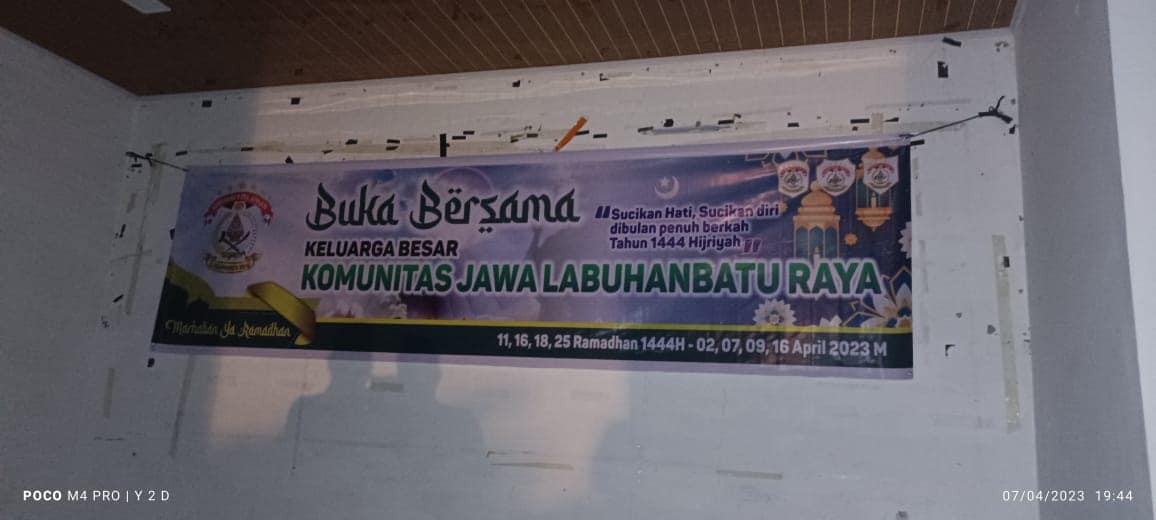 Buka Bersama
KELUARGA BESAR
KOMUNITAS JAWA LABUHANBATU RAYA
"Sucikan Hati, Sucikan diri
dibulan penuh berkah
Tahun 1444 Hijriyah"
Marhaban Ya Ramadhan
11, 16, 18, 25 Ramadhan 1444H - 02, 07, 09, 16 April 2023 M
POCO M4 PRO | Y 2 D
07/04/2023 19:44